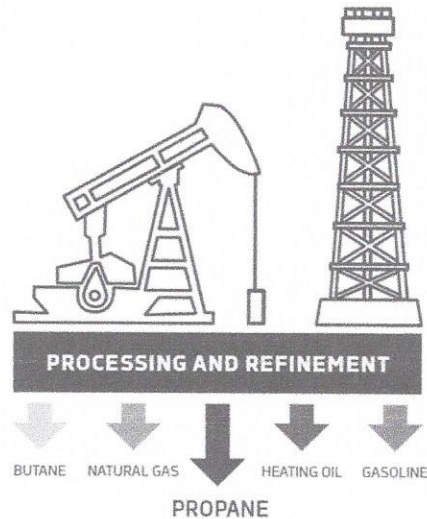 PROCESSING AND REFINEMENT
BUTANE NATURAL GAS HEATING OIL GASOLINE
PROPANE